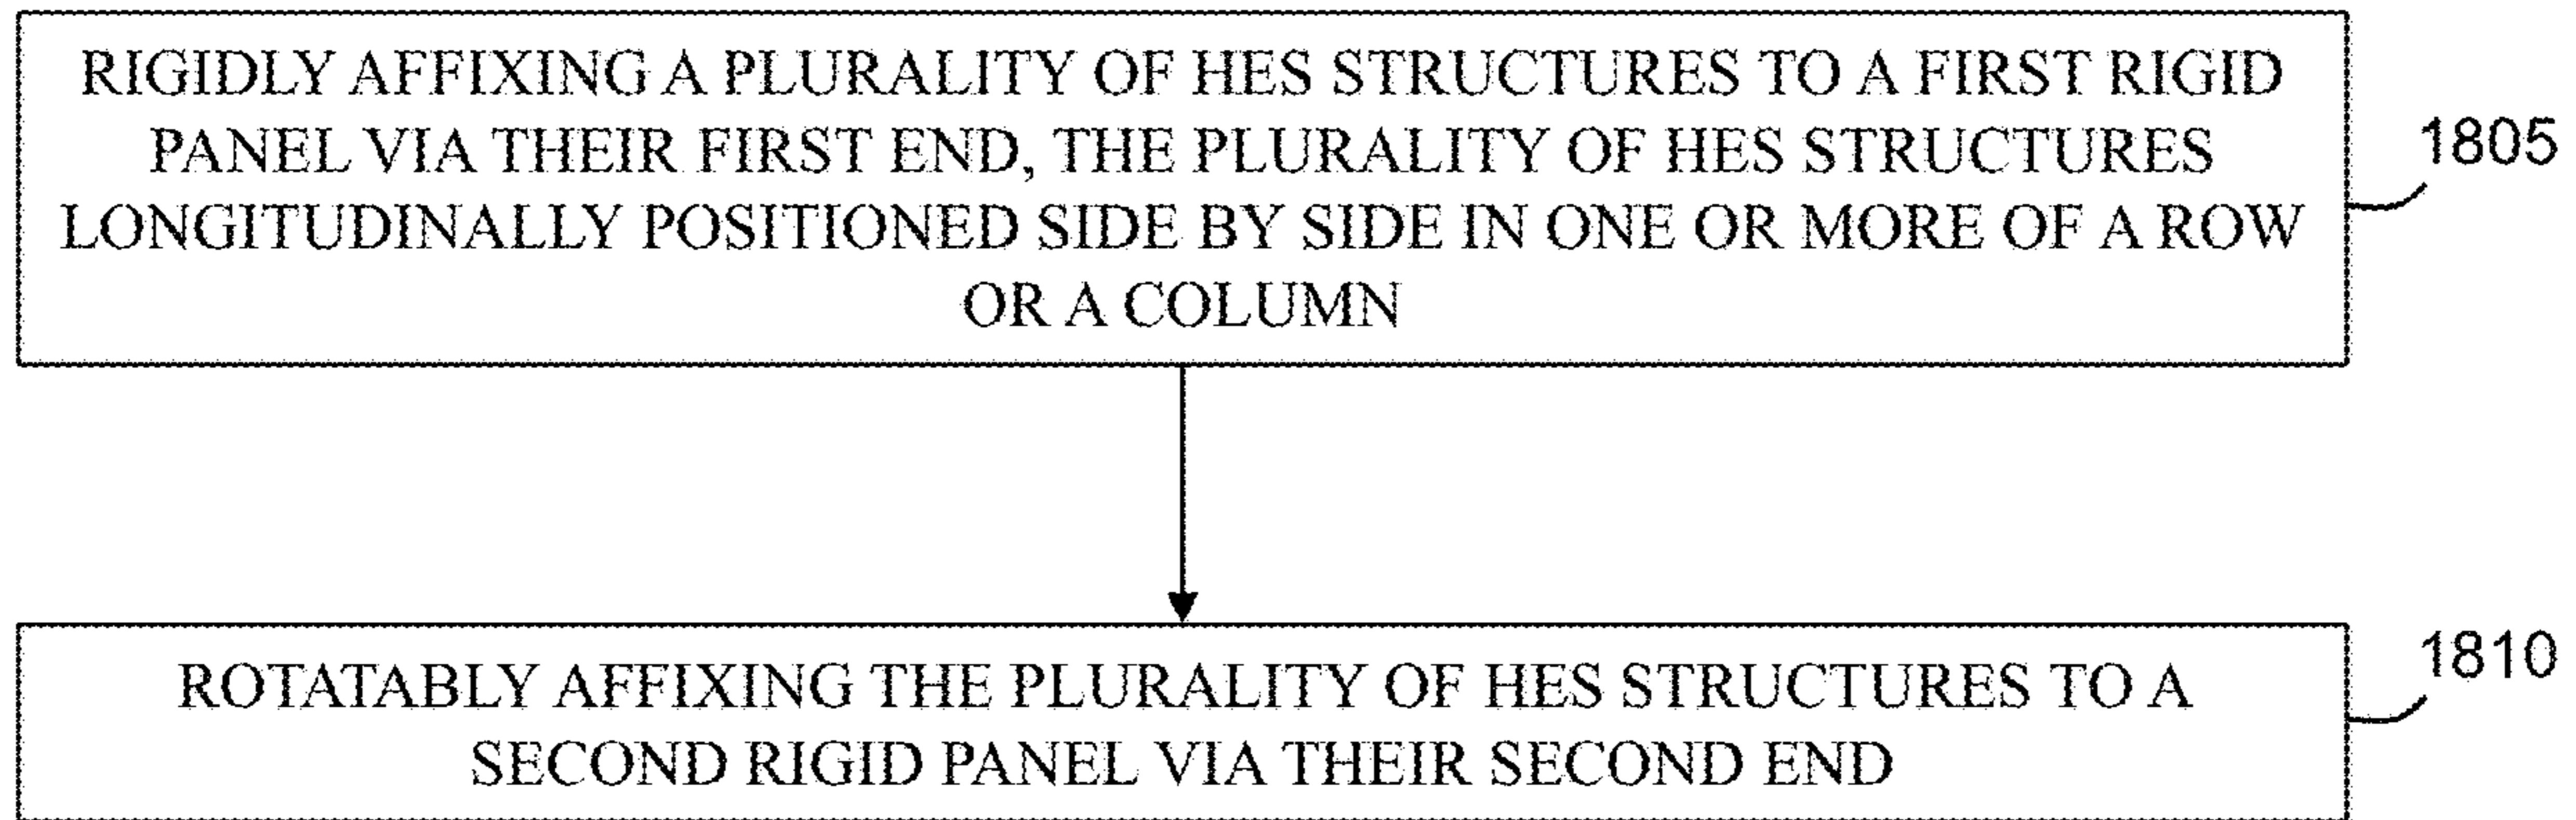 RIGIDLY AFFIXING A PLURALITY OF HES STRUCTURES TO A FIRST RIGID
PANEL VIA THEIR FIRST END, THE PLURALITY OF HES STRUCTURES
LONGITUDINALLY POSITIONED SIDE BY SIDE IN ONE OR MORE OF A ROW
OR A COLUMN
1805
ROTATABLY AFFIXING THE PLURALITY OF HES STRUCTURES TO A
SECOND RIGID PANEL VIA THEIR SECOND END
1810